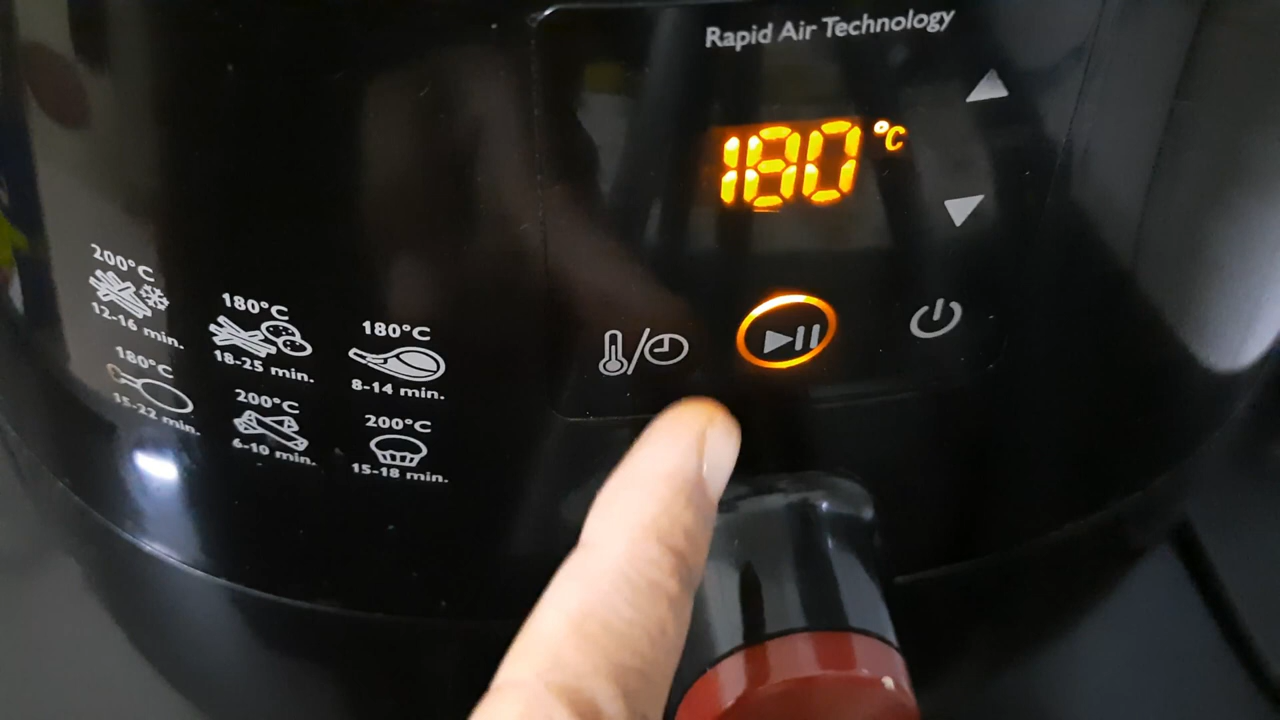 Rapid Air Technology
180°C
200°C
12-16 min.
180°C
18-25 min.
180°C
8-14 min.
180°C
15-22 min.
200°C
6-10 min.
200°C
15-18 min.